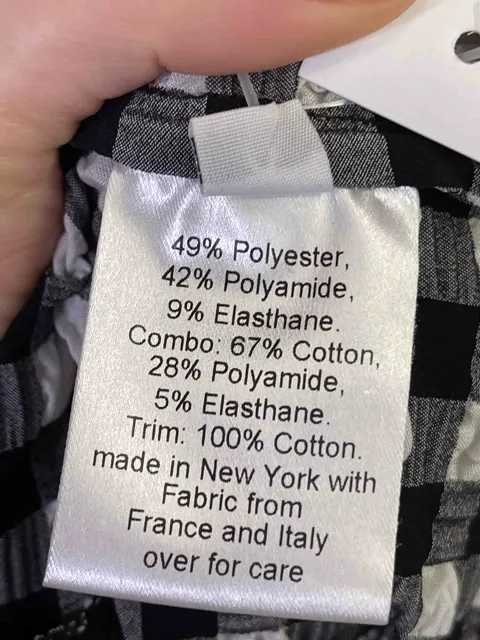 49% Polyester,
42% Polyamide,
9% Elasthane.
Combo: 67% Cotton,
28% Polyamide,
5% Elasthane.
Trim: 100% Cotton.
made in New York with
Fabric from
France and Italy
over for care